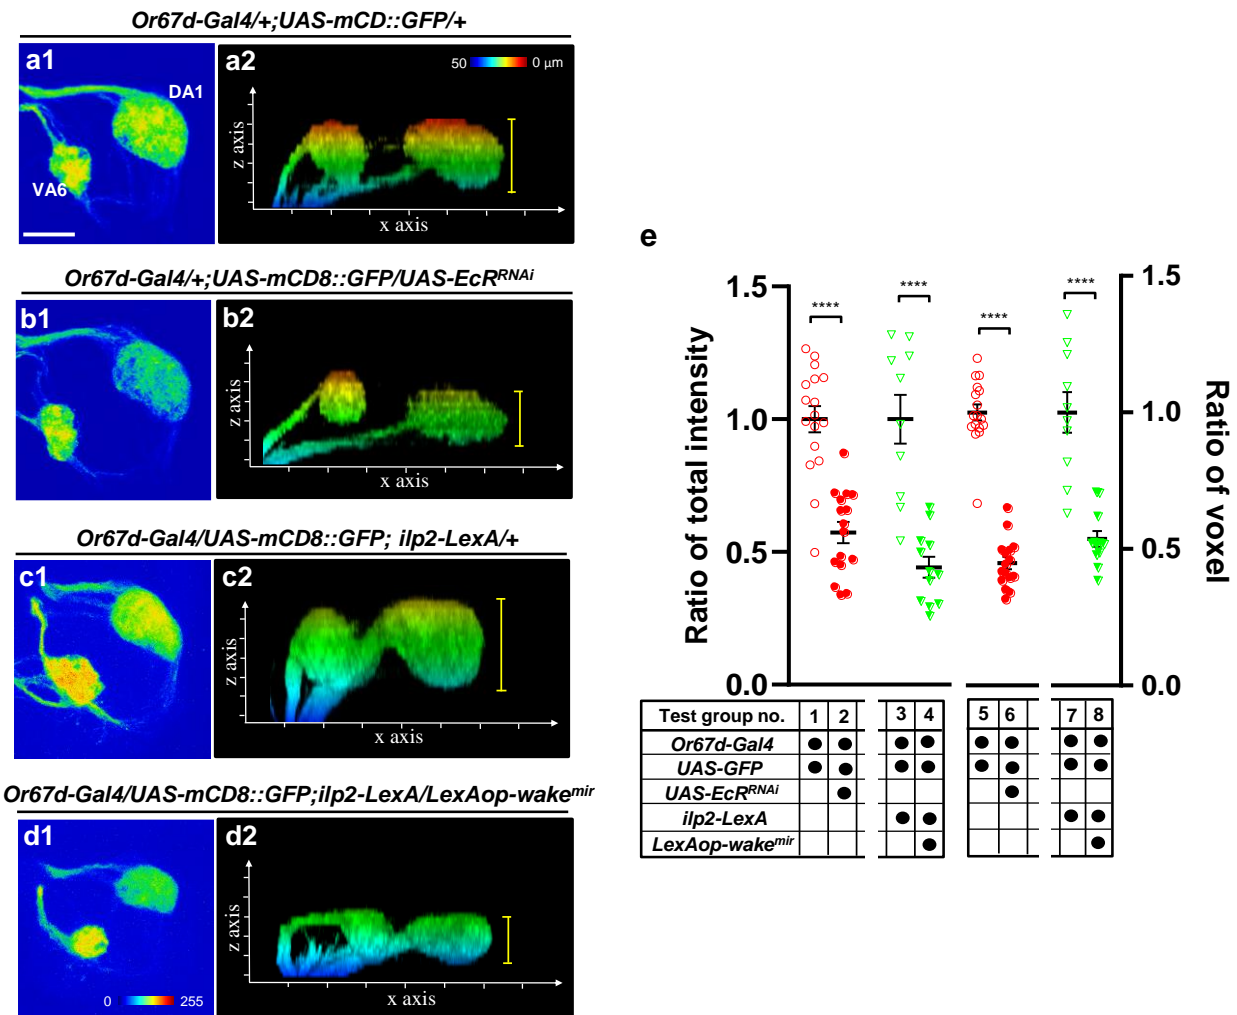 Or67d-Gal4/+;UAS-mCD::GFP/+
a1
DA1
VA6
a2
50 0 µm
z axis
x axis
Or67d-Gal4/+;UAS-mCD8::GFP/UAS-EcR^RNAi
b1
b2
z axis
x axis
Or67d-Gal4/UAS-mCD8::GFP; ilp2-LexA/+
c1
c2
z axis
x axis
Or67d-Gal4/UAS-mCD8::GFP;ilp2-LexA/LexAop-wake^mir
d1
0 255
d2
z axis
x axis
e
Ratio of total intensity
1.5
1.0
0.5
0.0
****
****
****
****
1.5
1.0
0.5
0.0
Ratio of voxel
Test group no. 1 2 3 4 5 6 7 8
Or67d-Gal4
UAS-GFP
UAS-EcR^RNAi
ilp2-LexA
LexAop-wake^mir